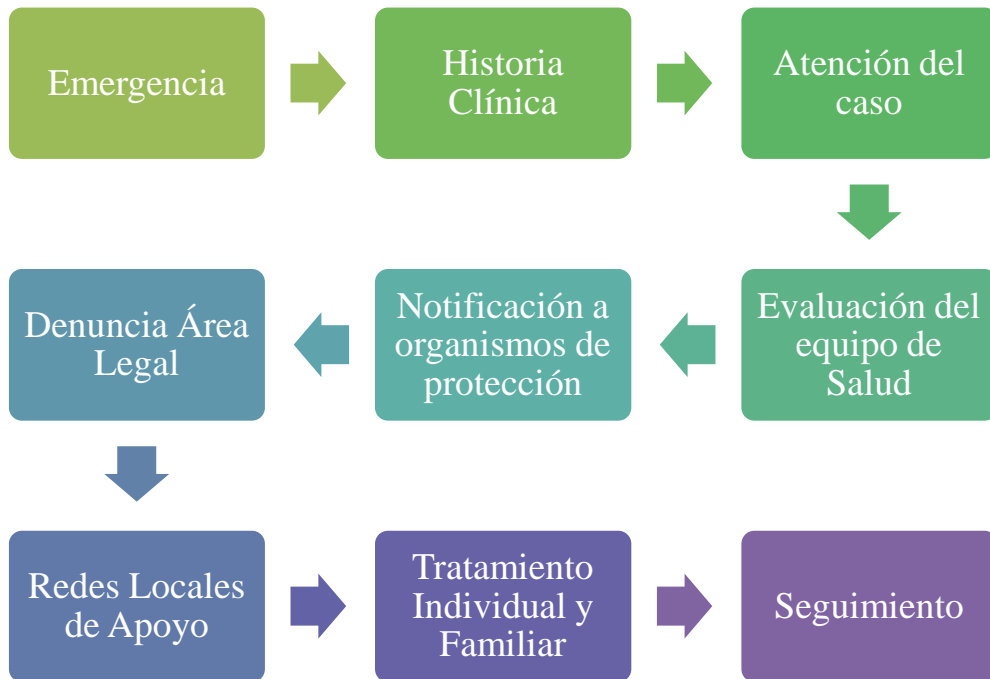 Emergencia
Historia
Clínica
Atención del
caso
Evaluación del
equipo de
Salud
Notificación a
organismos de
protección
Denuncia Área
Legal
Redes Locales
de Apoyo
Tratamiento
Individual y
Familiar
Seguimiento